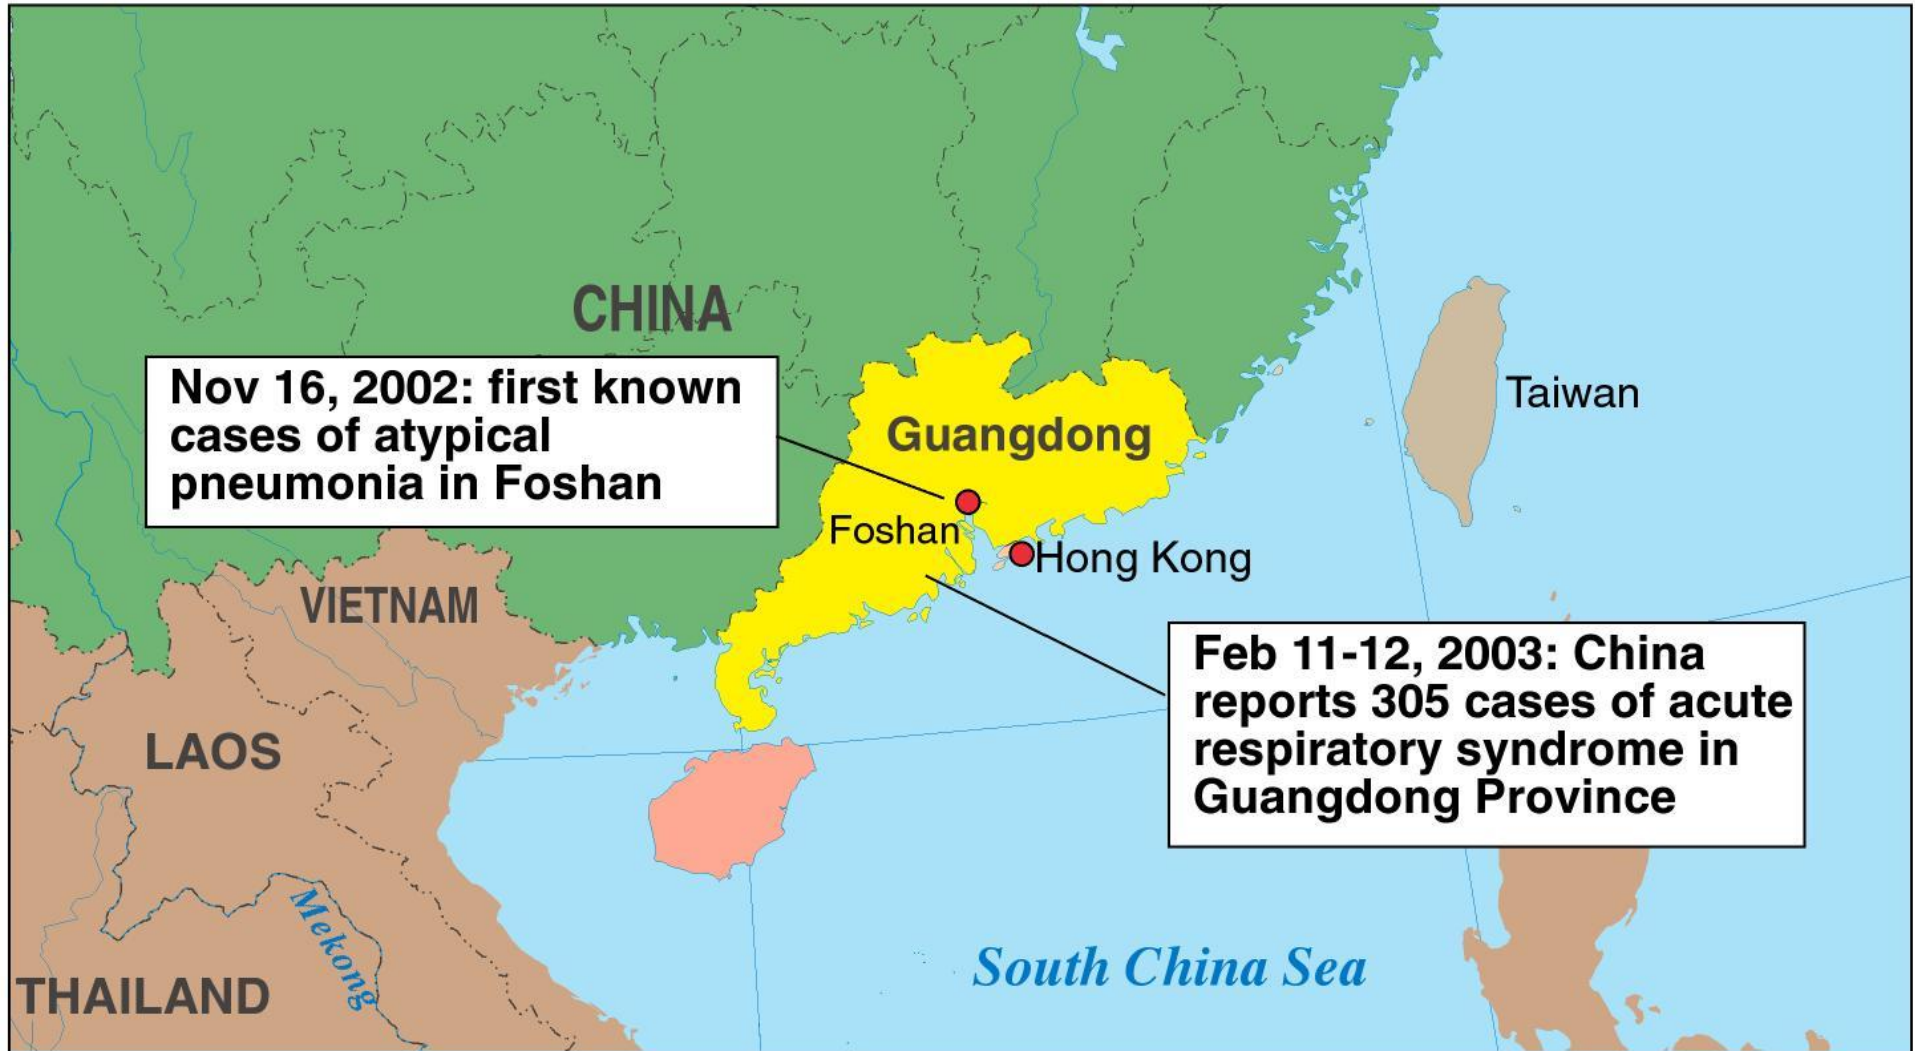 CHINA
Nov 16, 2002: first known
cases of atypical
pneumonia in Foshan
Guangdong
Taiwan
Foshan
Hong Kong
VIETNAM
Feb 11-12, 2003: China
reports 305 cases of acute
respiratory syndrome in
Guangdong Province
LAOS
Mekong
South China Sea
THAILAND